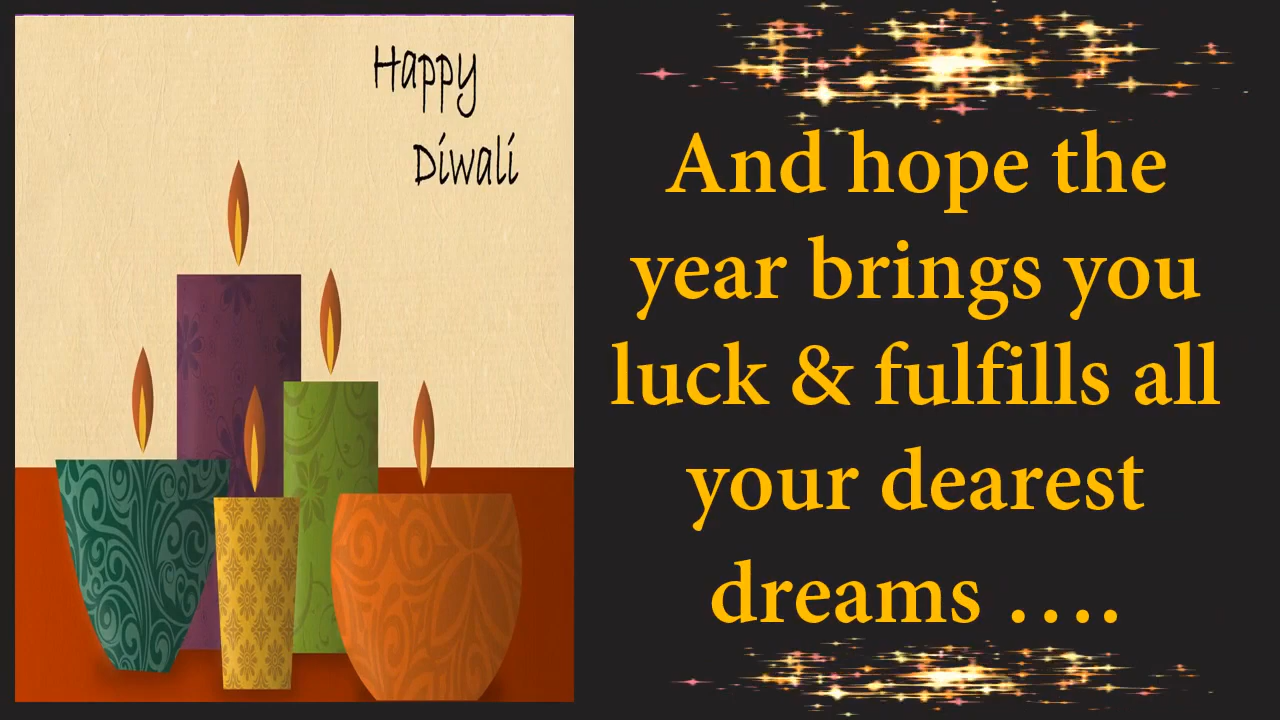 Happy
Diwali
And hope the
year brings you
luck & fulfills all
your dearest
dreams ....